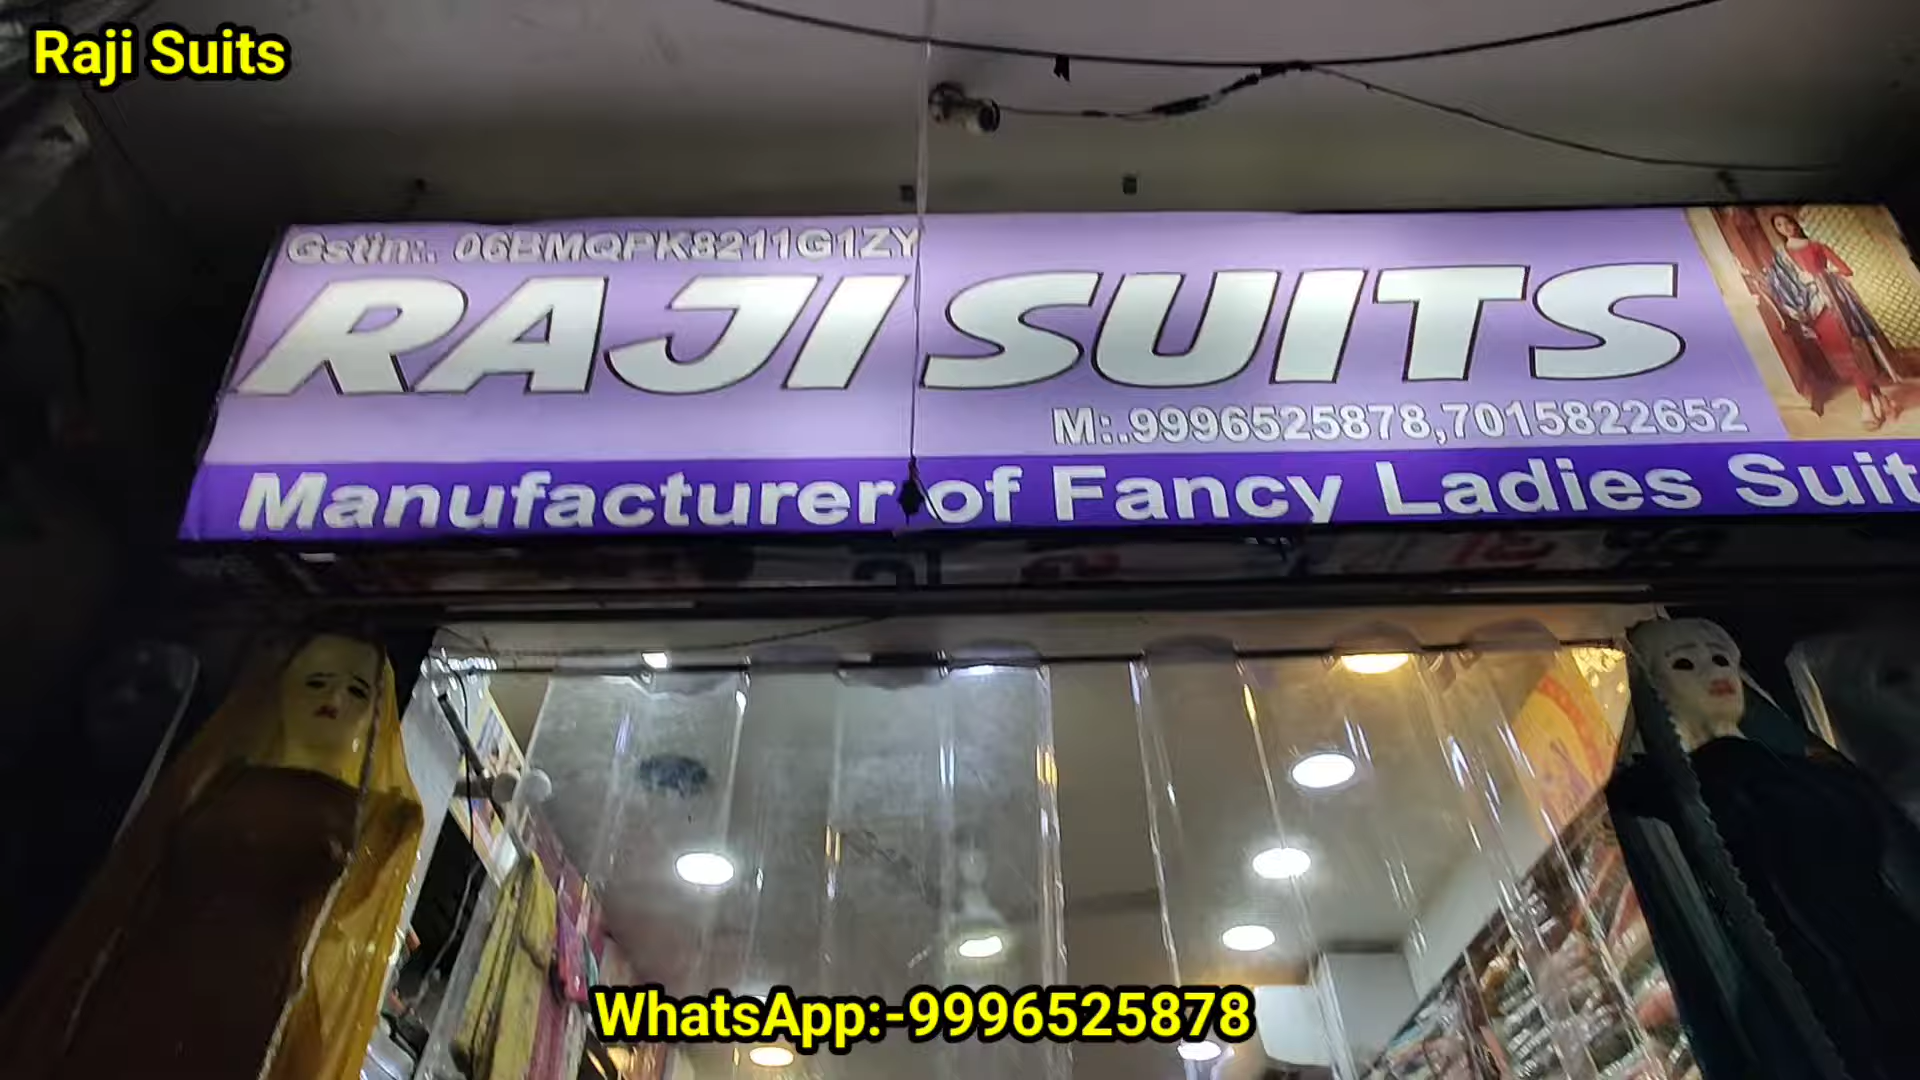 Raji Suits
Gstin:. 06BMQPK8211G1ZY
RAJI SUITS
M:.9996525878,7015822652
Manufacturer of Fancy Ladies Suit
WhatsApp:-9996525878